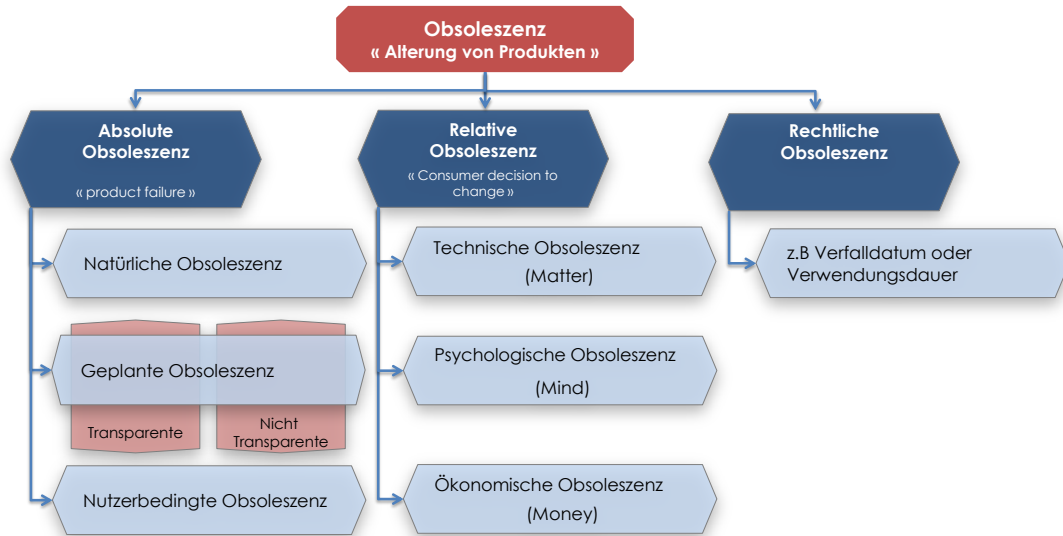 Obsoleszenz
« Alterung von Produkten »
Absolute
Obsoleszenz
« product failure »
Relative
Obsoleszenz
« Consumer decision to
change »
Rechtliche
Obsoleszenz
Natürliche Obsoleszenz
Geplante Obsoleszenz
Transparente
Nicht
Transparente
Nutzerbedingte Obsoleszenz
Technische Obsoleszenz
(Matter)
Psychologische Obsoleszenz
(Mind)
Ökonomische Obsoleszenz
(Money)
z.B Verfalldatum oder
Verwendungsdauer